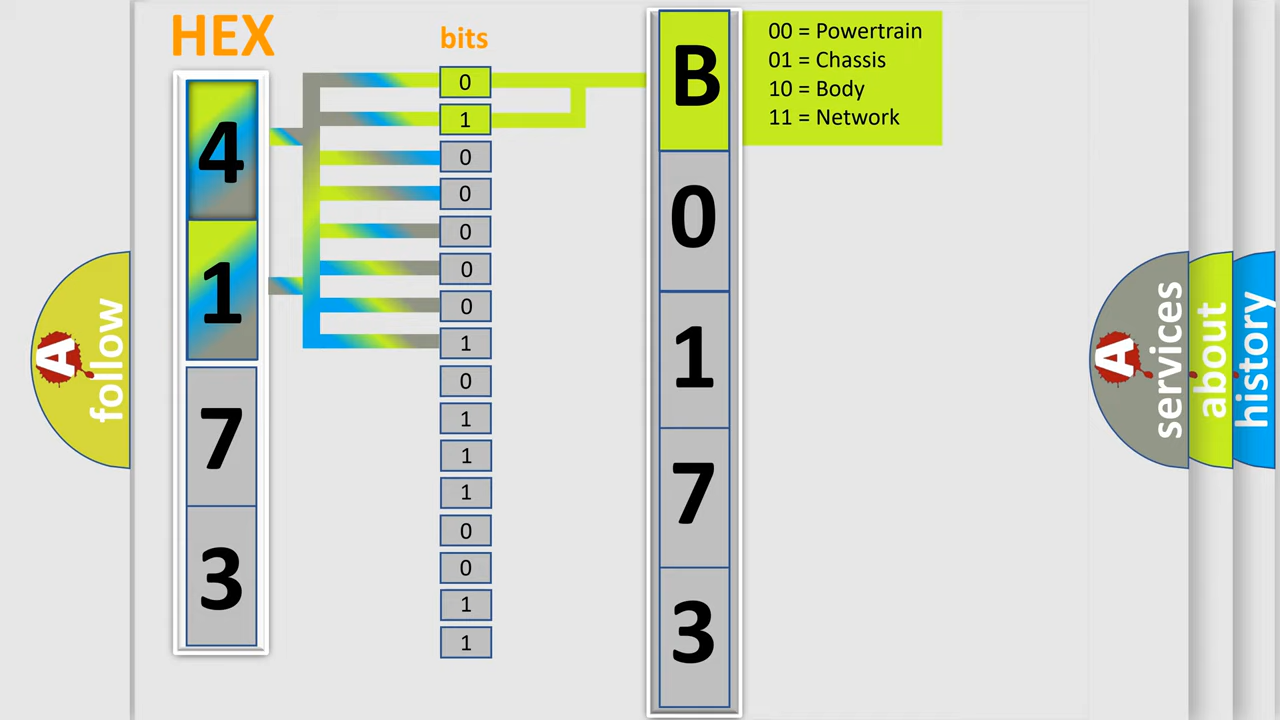 HEX
bits
4
1
7
3
0
1
0
0
0
0
0
1
0
1
1
1
0
0
1
1
B
0
1
7
3
00 = Powertrain
01 = Chassis
10 = Body
11 = Network
A
follow
A
services
about
history